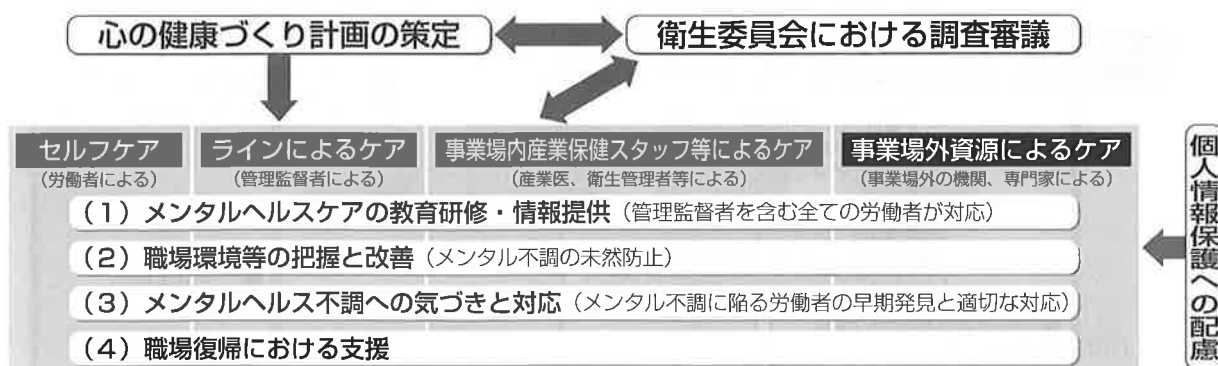 心の健康づくり計画の策定
衛生委員会における調査審議
セルフケア
(労働者による)
ラインによるケア
(管理監督者による)
事業場内産業保健スタッフ等によるケア
(産業医、衛生管理者等による)
事業場外資源によるケア
(事業場外の機関、専門家による)
(1)メンタルヘルスケアの教育研修・情報提供(管理監督者を含む全ての労働者が対応)
(2)職場環境等の把握と改善(メンタル不調の未然防止)
(3)メンタルヘルス不調への気づきと対応(メンタル不調に陥る労働者の早期発見と適切な対応)
(4)職場復帰における支援
個人情報保護への配慮